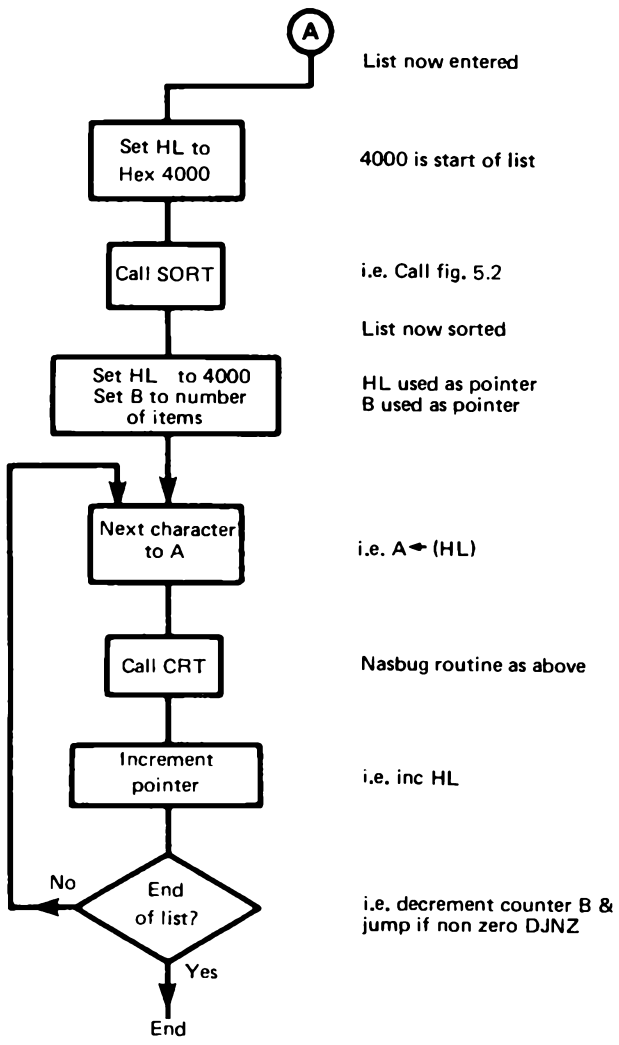 A
List now entered
Set HL to
Hex 4000
4000 is start of list
Call SORT
i.e. Call fig. 5.2
List now sorted
Set HL to 4000
Set B to number
of items
HL used as pointer
B used as pointer
Next character
to A
i.e. A← (HL)
Call CRT
Nasbug routine as above
Increment
pointer
i.e. inc HL
No
End
of list?
i.e. decrement counter B &
jump if non zero DJNZ
Yes
End